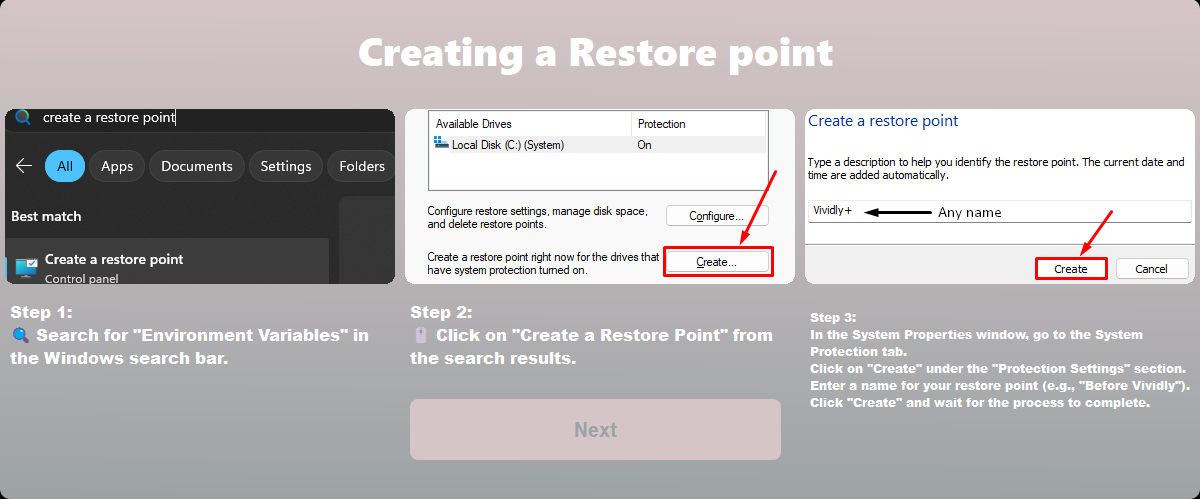 Creating a Restore point
create a restore point
All
Apps
Documents
Settings
Folders
Best match
Create a restore point
Control panel
Available Drives
Protection
Local Disk (C:) (System)
On
Configure restore settings, manage disk space,
and delete restore points.
Configure...
Create a restore point right now for the drives that
have system protection turned on.
Create...
Create a restore point
Type a description to help you identify the restore point. The current date and
time are added automatically.
Vividly+
Any name
Create
Cancel
Step 1:
🔍 Search for "Environment Variables" in
the Windows search bar.
Step 2:
🖱️ Click on "Create a Restore Point" from
the search results.
Step 3:
In the System Properties window, go to the System
Protection tab.
Click on "Create" under the "Protection Settings" section.
Enter a name for your restore point (e.g., "Before Vividly").
Click "Create" and wait for the process to complete.
Next